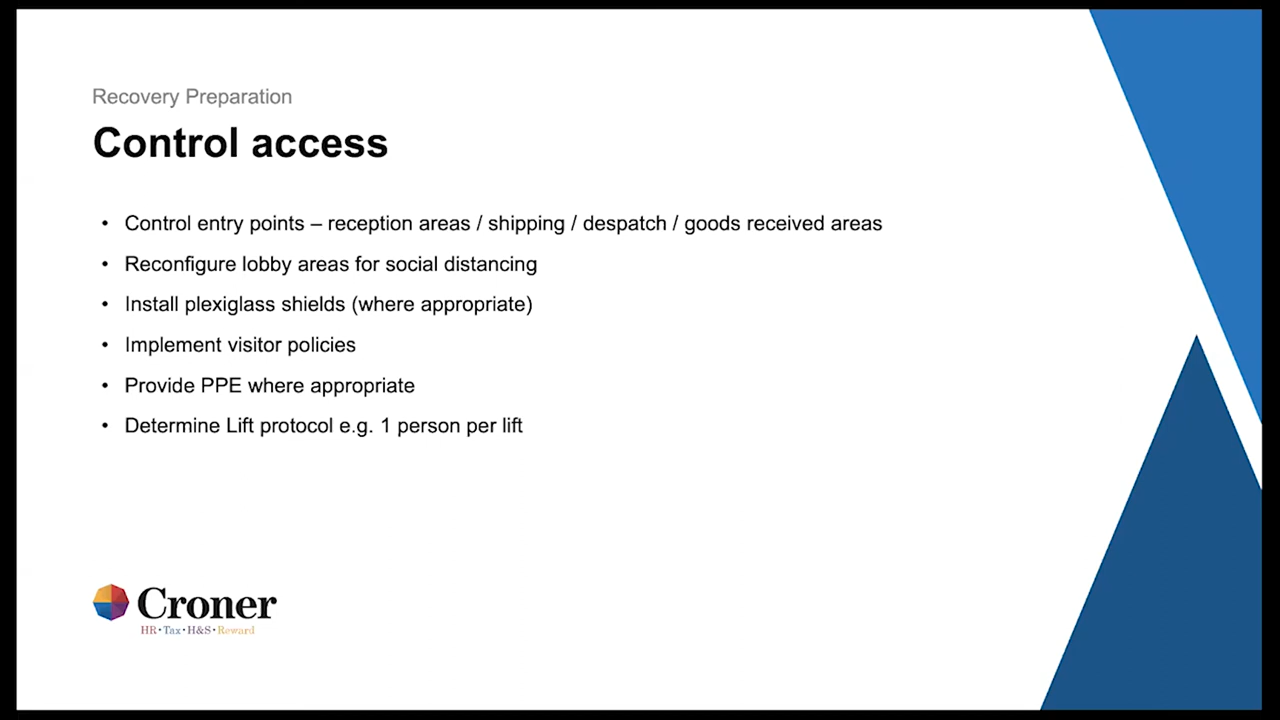 Recovery Preparation
Control access
• Control entry points – reception areas / shipping / despatch / goods received areas
• Reconfigure lobby areas for social distancing
• Install plexiglass shields (where appropriate)
• Implement visitor policies
• Provide PPE where appropriate
• Determine Lift protocol e.g. 1 person per lift
Croner
HR•Tax•H&S•Reward